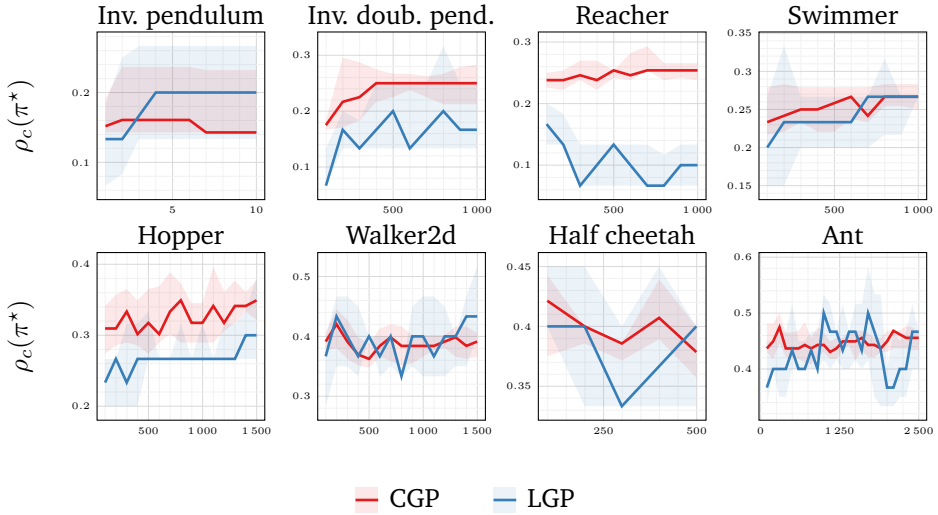 Inv. pendulum Inv. doub. pend. Reacher Swimmer
ρc(π⋆)
0.2
0.1
5 10
0.3
0.2
0.1
500 1 000
0.3
0.2
0.1
500 1 000
0.35
0.3
0.25
0.2
0.15
500 1 000
Hopper Walker2d Half cheetah Ant
ρc(π⋆)
0.4
0.3
0.2
500 1 000 1 500
0.5
0.4
0.3
500 1 000 1 500
0.45
0.4
0.35
250 500
0.6
0.5
0.4
0 1 250 2 500
CGP LGP